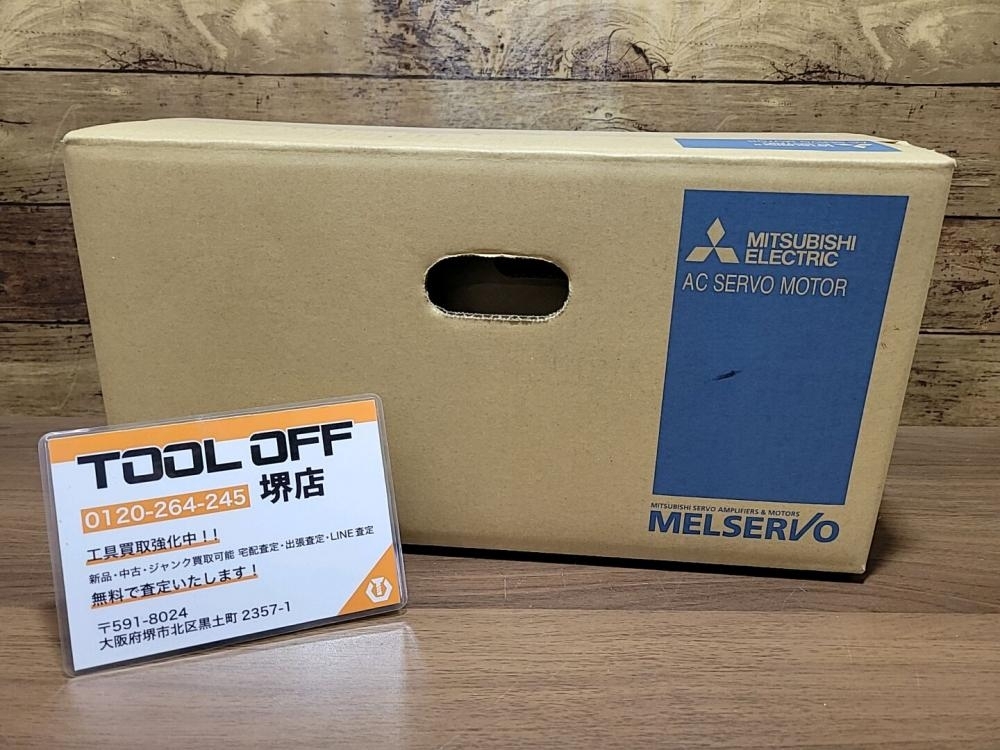 MITSUBISHI
ELECTRIC
AC SERVO MOTOR
MITSUBISHI SERVO AMPLIFIERS & MOTORS
MELSERVO
TOOL OFF
0120-264-245 堺店
工具買取強化中！！
新品・中古・ジャンク買取可能 宅配査定・出張査定・LINE査定
無料で査定いたします！
〒591-8024
大阪府堺市北区黒土町 2357-1